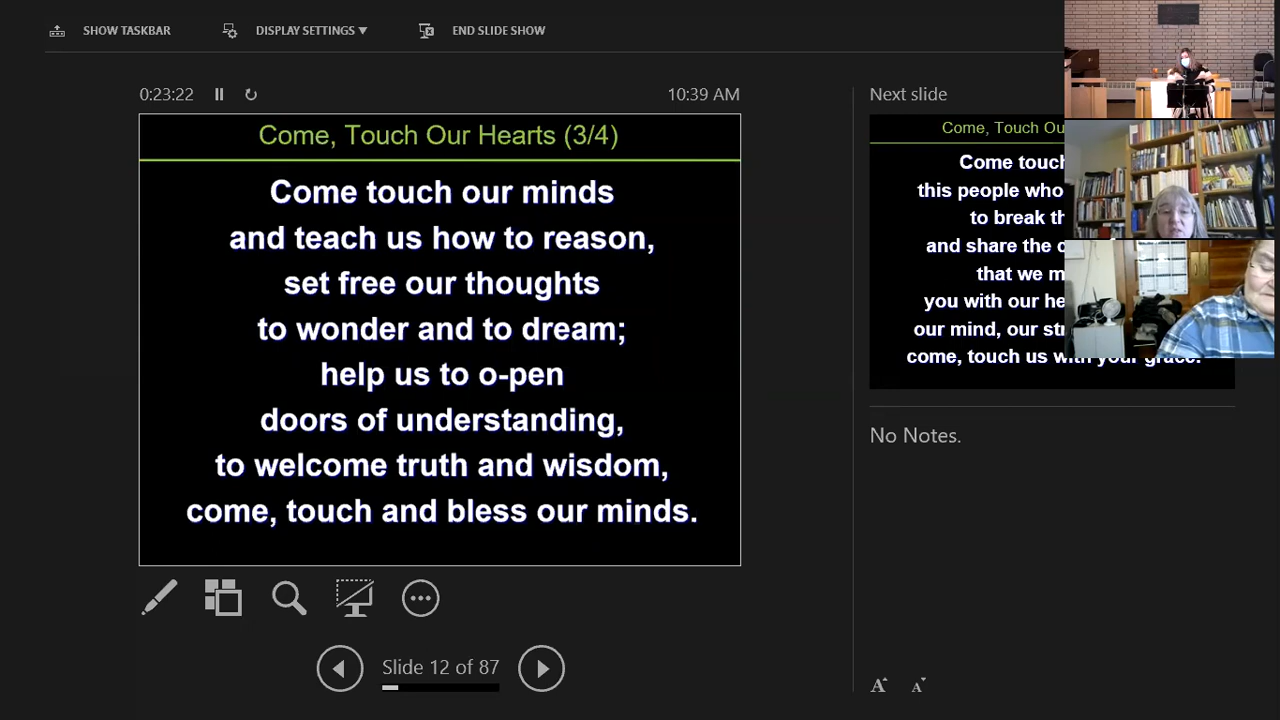 SHOW TASKBAR
DISPLAY SETTINGS
END SLIDE SHOW
0:23:22
10:39 AM
Come, Touch Our Hearts (3/4)
Come touch our minds
and teach us how to reason,
set free our thoughts
to wonder and to dream;
help us to o-pen
doors of understanding,
to welcome truth and wisdom,
come, touch and bless our minds.
Slide 12 of 87
Next slide
Come, Touch
Come touch
this people who
to break
and share the
that we
you with our
our mind, our
come, touch us with your grace.
No Notes.
A
A